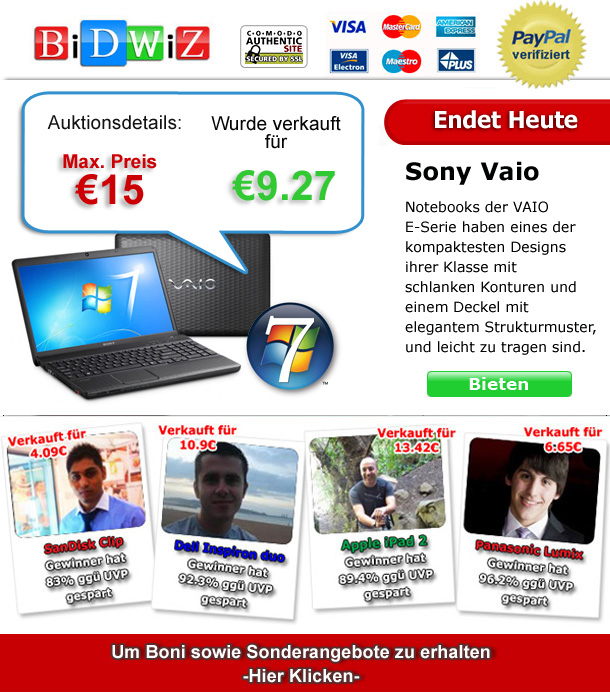 BiDWiZ
COMODO
AUTHENTIC
SITE
SECURED BY SSL
VISA
MasterCard
AMERICAN
EXPRESS
VISA
Electron
Maestro
PLUS
PayPal
verifiziert
Auktionsdetails:
Wurde verkauft
für
Max. Preis
€15
€9.27
Endet Heute
Sony Vaio
Notebooks der VAIO
E-Serie haben eines der
kompaktesten Designs
ihrer Klasse mit
schlanken Konturen und
einem Deckel mit
elegantem Strukturmuster,
und leicht zu tragen sind.
Bieten
VAIO
SONY
7
7
TM
Verkauft für
4.09€
SanDisk Clip
Gewinner hat
83% ggü UVP
gespart
Verkauft für
10.9€
Dell Inspiron duo
Gewinner hat
92.3% ggü UVP
gespart
Verkauft für
13.42€
Apple iPad 2
Gewinner hat
89.4% ggü UVP
gespart
Verkauft für
6:65€
Panasonic Lumix
Gewinner hat
96.2% ggü UVP
gespart
Um Boni sowie Sonderangebote zu erhalten
-Hier Klicken-